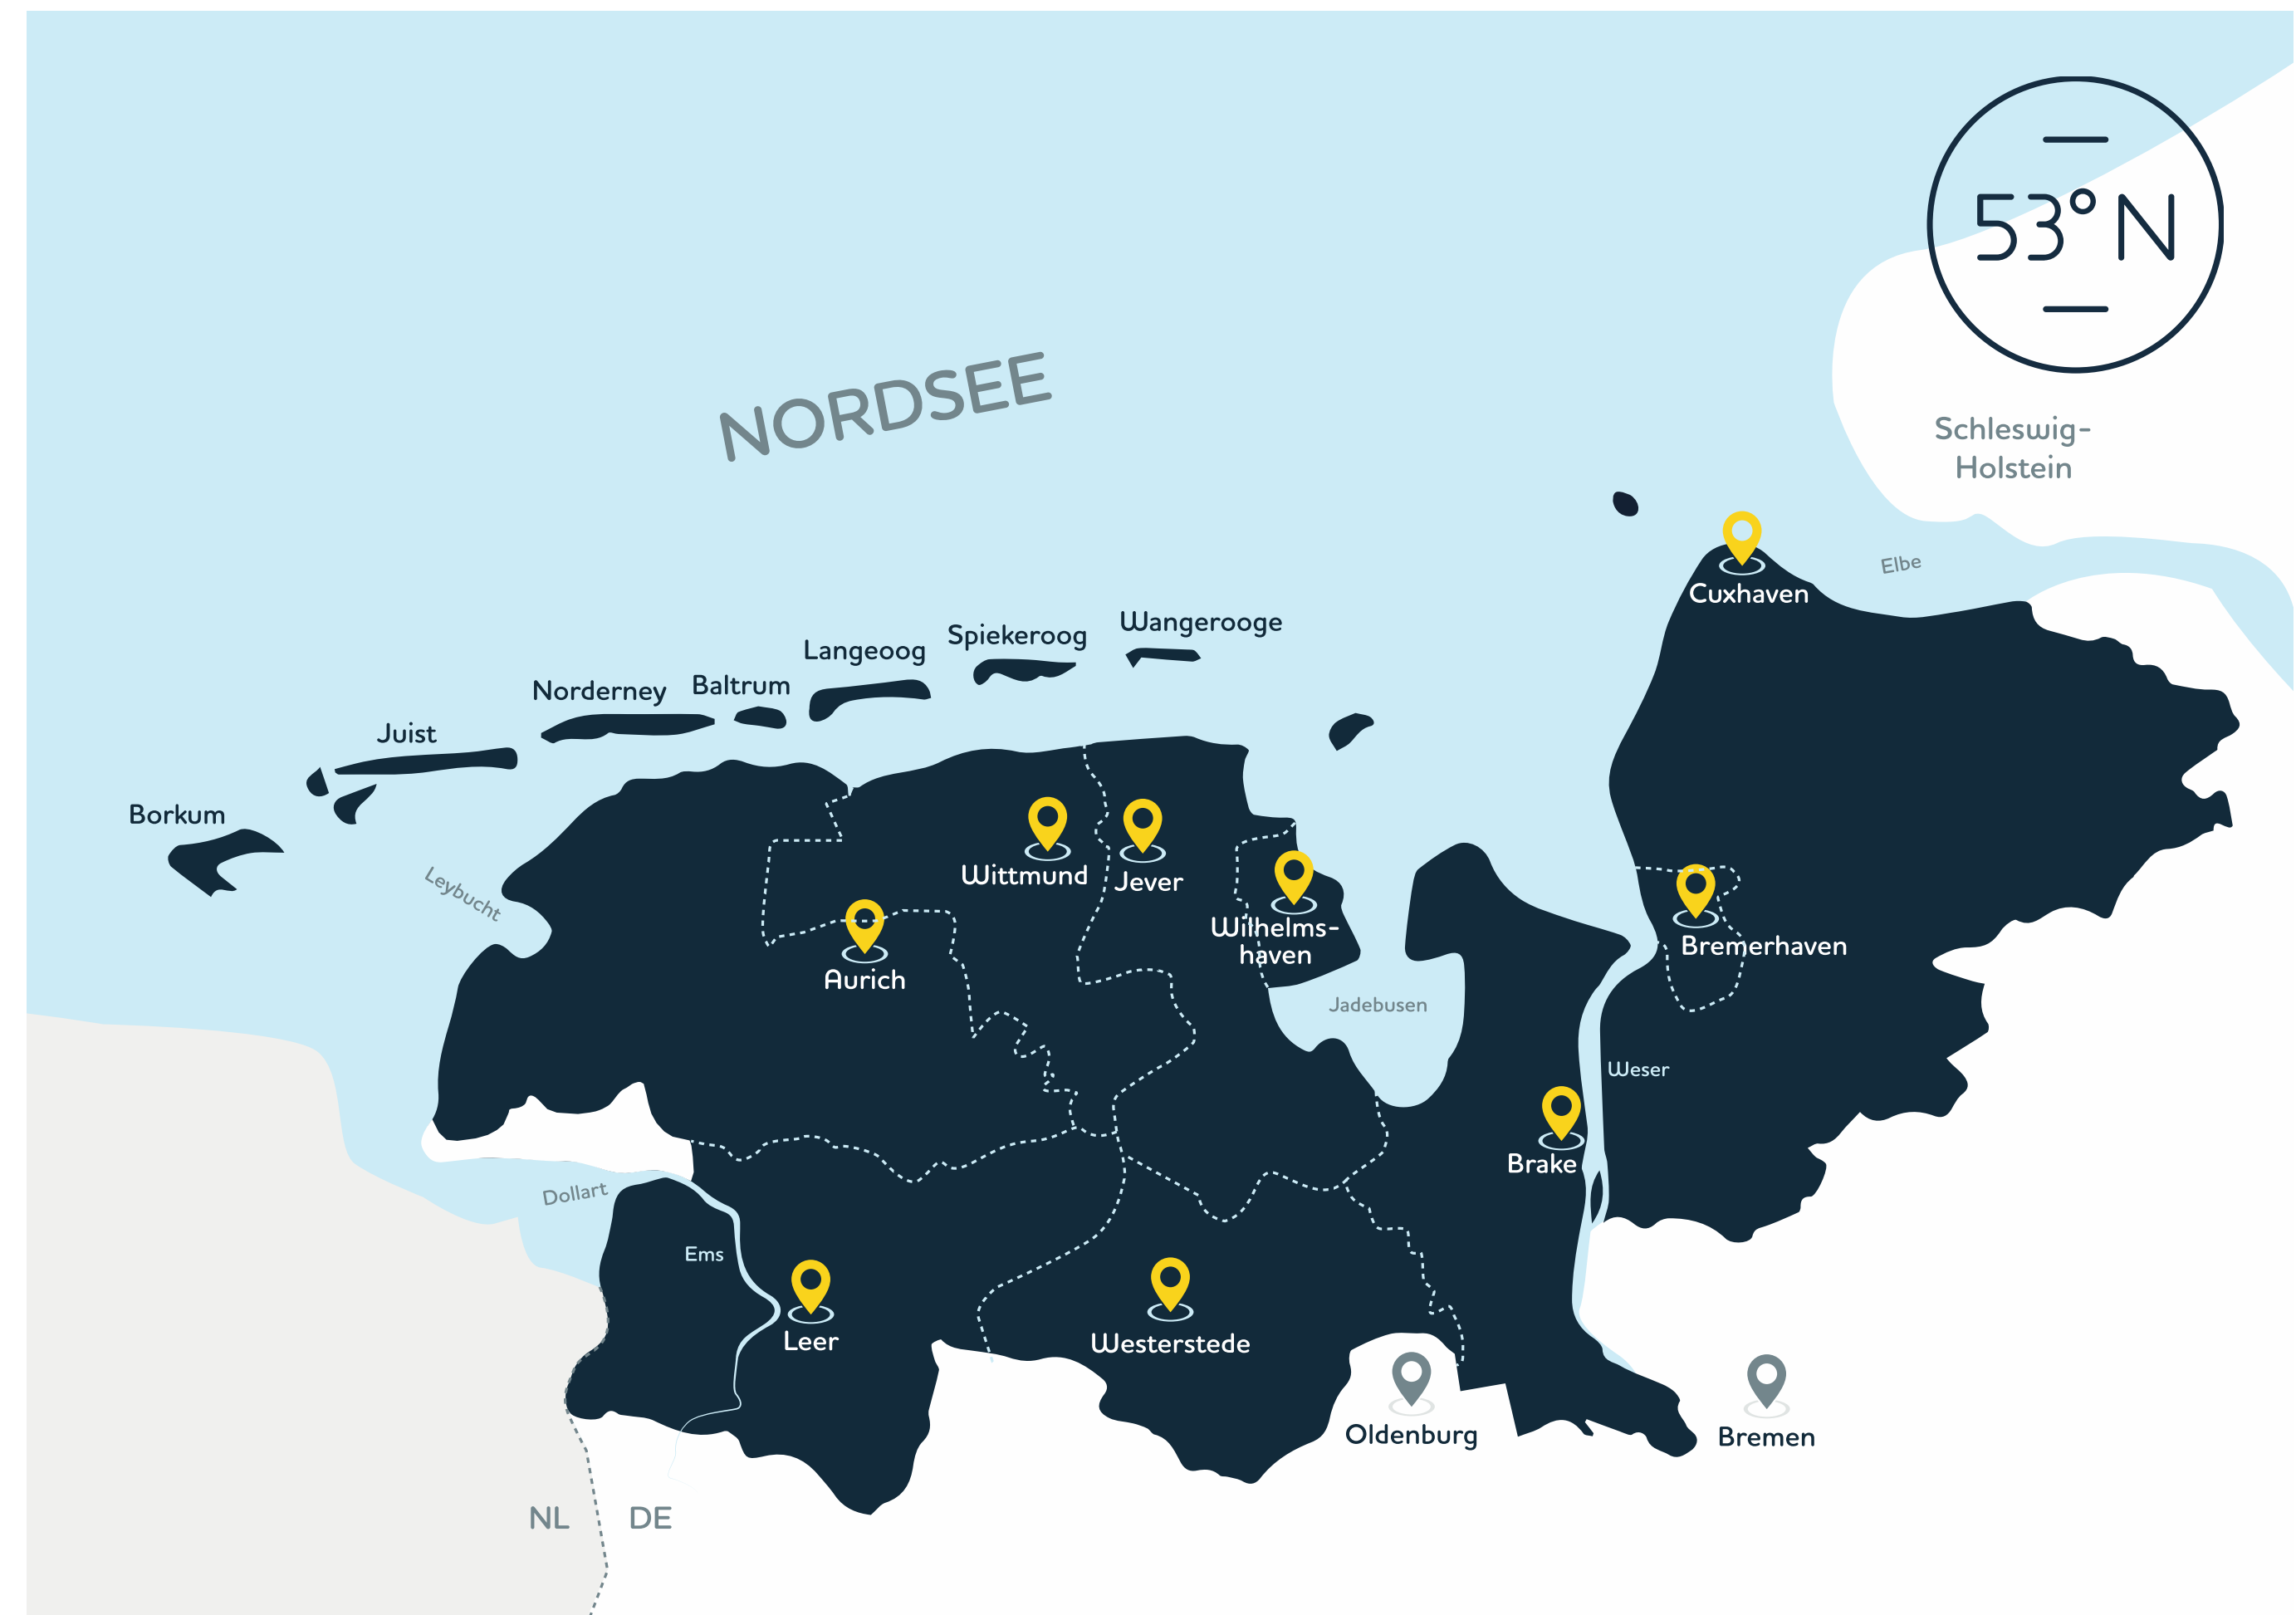 53°N
NORDSEE
Schleswig-
Holstein
Elbe
Cuxhaven
Wangerooge
Spiekeroog
Langeoog
Baltrum
Norderney
Juist
Borkum
Leybucht
Wittmund
Jever
Wilhelms-
haven
Bremerhaven
Aurich
Jadebusen
Weser
Brake
Dollart
Ems
Leer
Westerstede
Oldenburg
Bremen
NL
DE